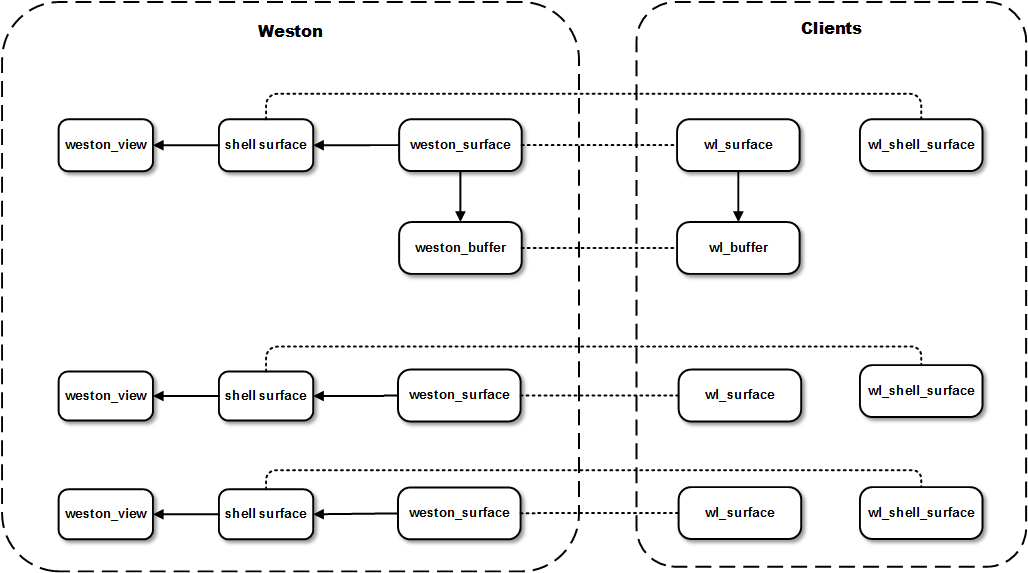 Weston
Clients
weston_view
shell surface
weston_surface
wl_surface
wl_shell_surface
weston_buffer
wl_buffer
weston_view
shell surface
weston_surface
wl_surface
wl_shell_surface
weston_view
shell surface
weston_surface
wl_surface
wl_shell_surface